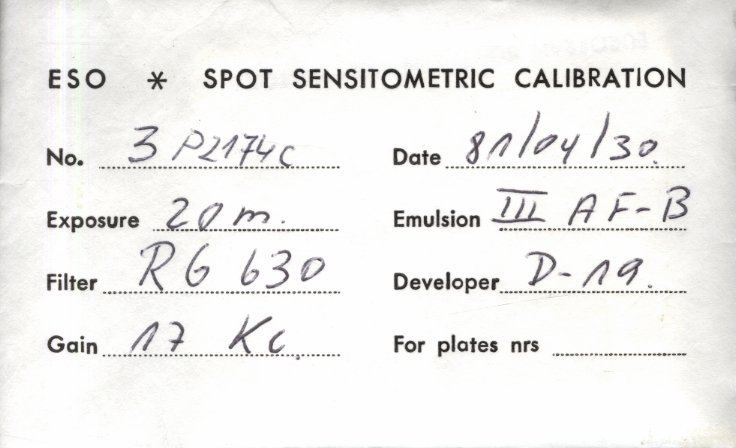 ESO * SPOT SENSITOMETRIC CALIBRATION
No. 3 P2174C Date 81/04/30.
Exposure 20 m. Emulsion III A F-B
Filter RG 630 Developer D-19.
Gain 17 Kc. For plates nrs